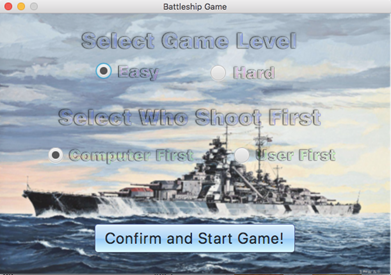 Battleship Game
Select Game Level
Easy Hard
Select Who Shoot First
Computer First User First
Confirm and Start Game!